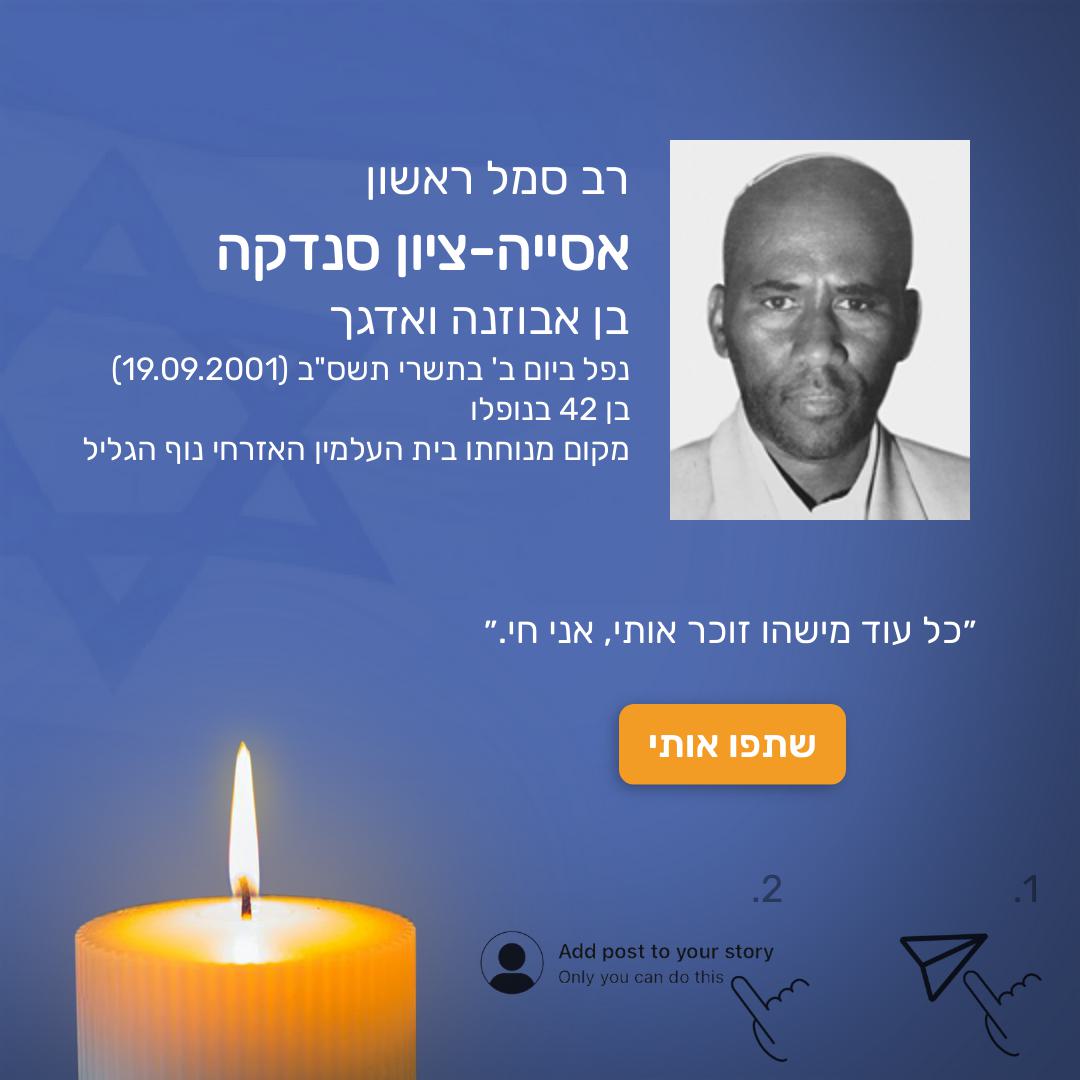 רב סמל ראשון
אסייה-ציון סנדקה
בן אבוזנה ואדגך
נפל ביום ב' בתשרי תשס"ב (19.09.2001)
בן 42 בנופלו
מקום מנוחתו בית העלמין האזרחי נוף הגליל
״כל עוד מישהו זוכר אותי, אני חי.״
שתפו אותי
1.
2.
Add post to your story
Only you can do this